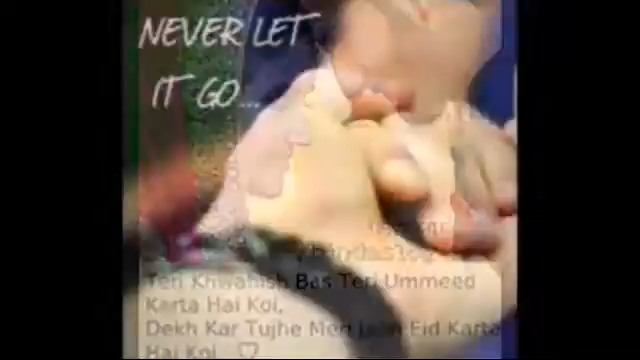 NEVER LET
IT GO...
Teri Khwahish Bas Teri Ummeed
Karta Hai Koi,
Dekh Kar Tujhe Meri Jaan Eid Karta
Hai Koi...♡